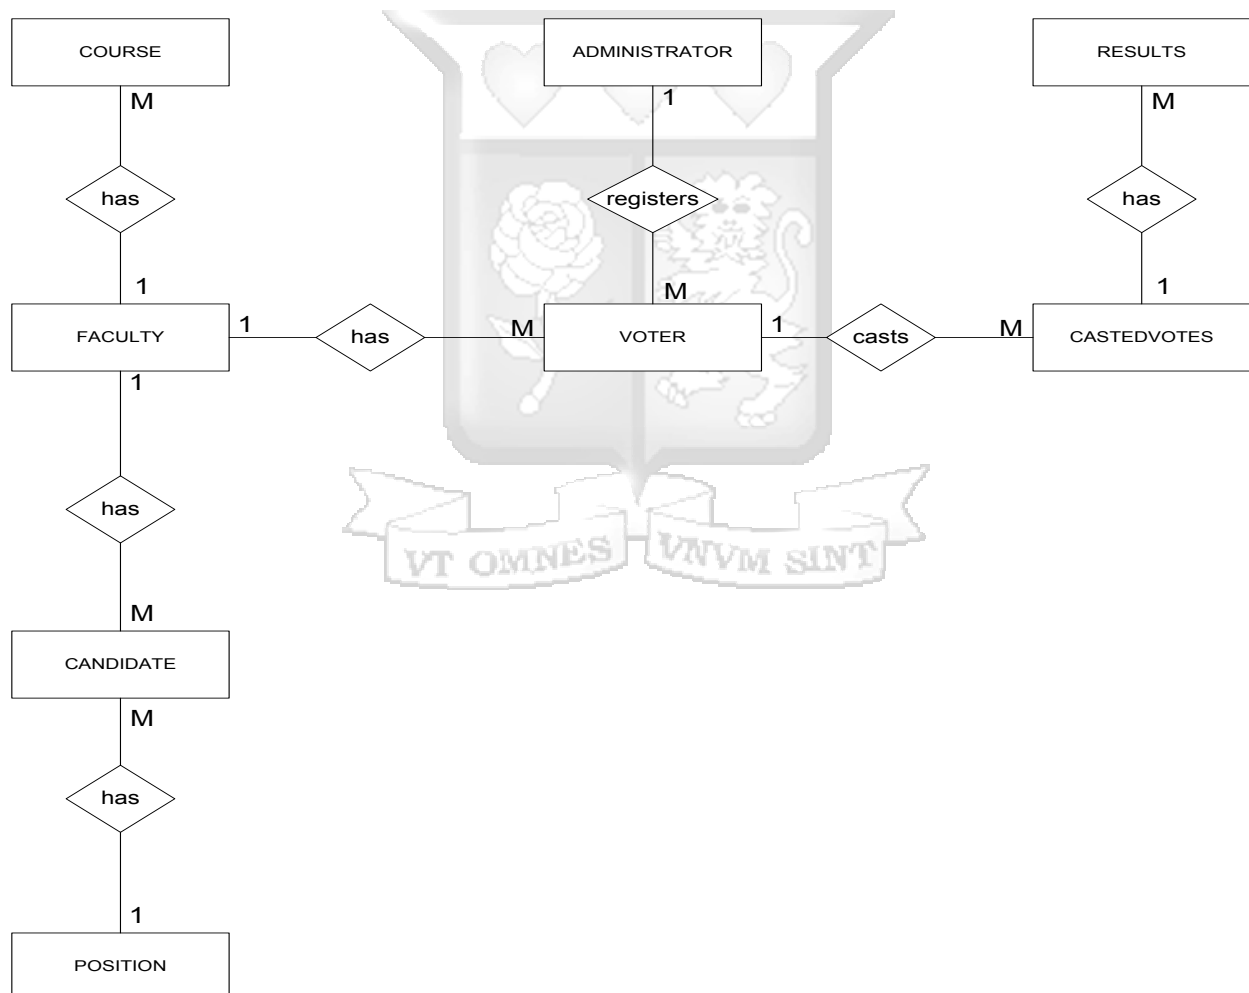 COURSE
ADMINISTRATOR
RESULTS
M
1
M
has
registers
has
1
M
1
FACULTY
1
has
M
VOTER
1
casts
M
CASTEDVOTES
1
has
VT OMNES
VNVM SINT
M
CANDIDATE
M
has
1
POSITION